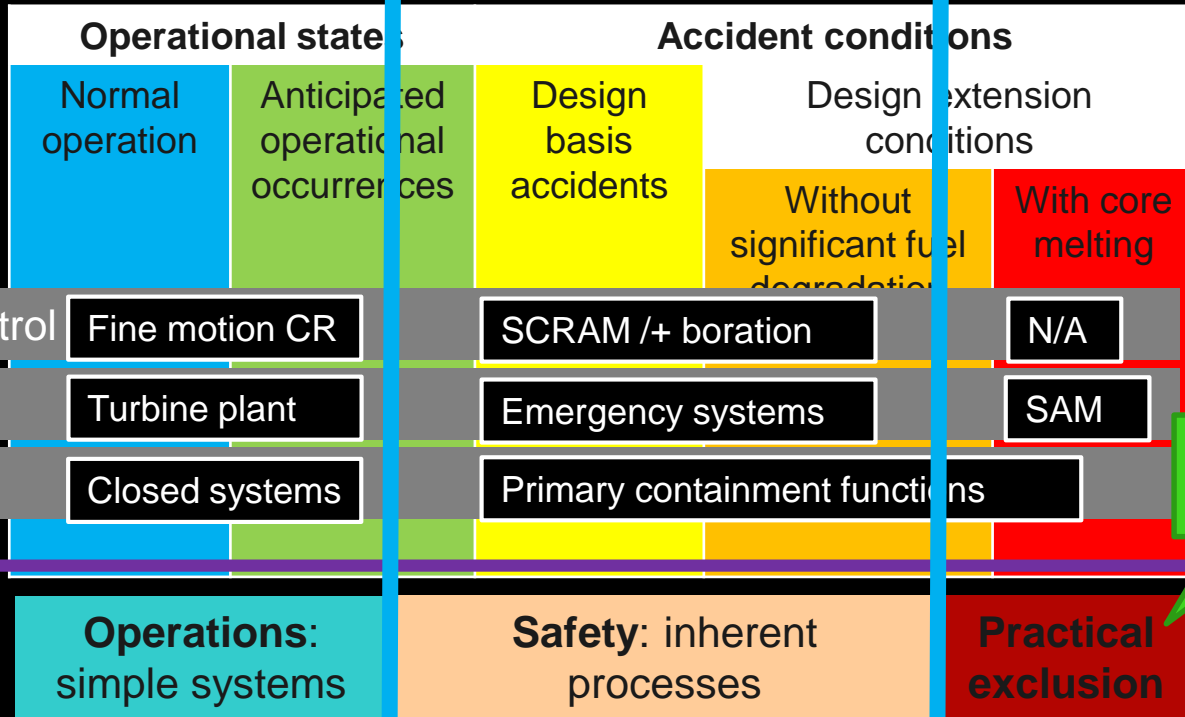 Operational states
Accident conditions
Normal
operation
Anticipated
operational
occurrences
Design
basis
accidents
Design extension
conditions
Without
significant fuel
degradation
With core
melting
trol
Fine motion CR
SCRAM /+ boration
N/A
Turbine plant
Emergency systems
SAM
Closed systems
Primary containment functions
Operations:
simple systems
Safety: inherent
processes
Practical
exclusion